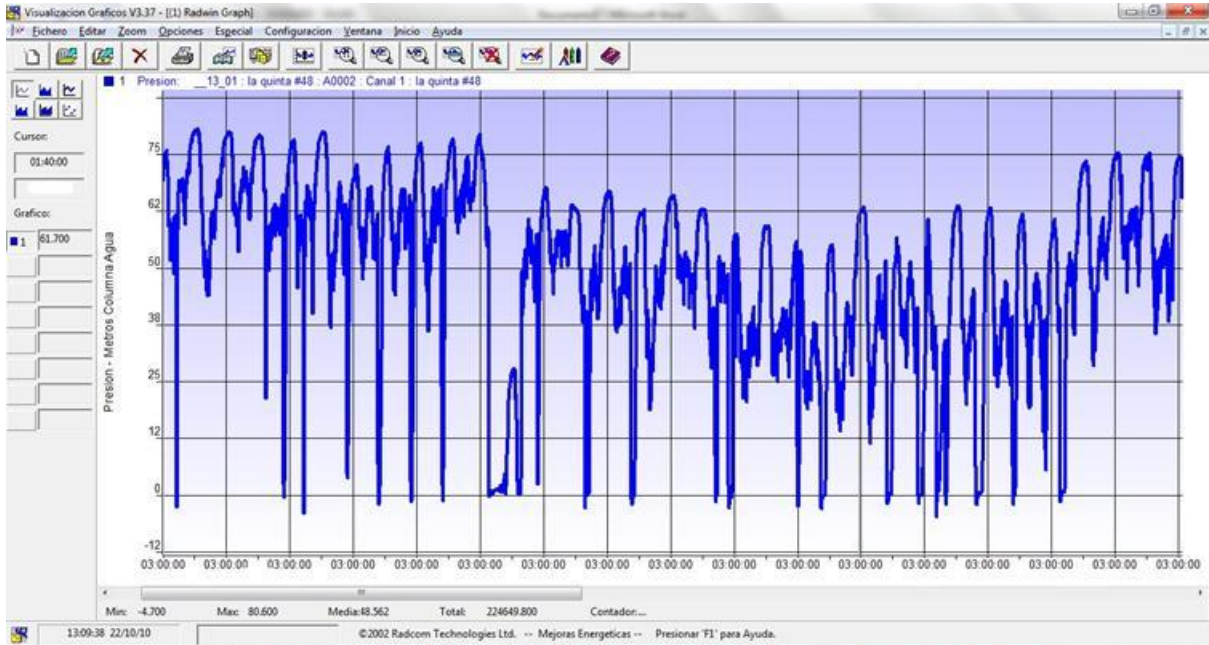 Visualizacion Graficos V3.37 - [(1) Radwin Graph]
Fichero Editar Zoom Opciones Especial Configuracion Ventana Inicio Ayuda
1 Presion: __13_01 : la quinta #48 : A0002 : Canal 1 : la quinta #48
Cursor:
01:40:00
Grafico:
1 61.700
Presion - Metros Columna Agua
75
62
50
38
25
12
0
-12
03:00:00 03:00:00 03:00:00 03:00:00 03:00:00 03:00:00 03:00:00 03:00:00 03:00:00 03:00:00 03:00:00 03:00:00 03:00:00 03:00:00 03:00:00 03:00:00 03:00:00
Min: -4.700 Max: 80.600 Media:48.562 Total: 224649.800 Contador:...
13:09:38 22/10/10 ©2002 Radcom Technologies Ltd. -- Mejoras Energeticas -- Presionar 'F1' para Ayuda.